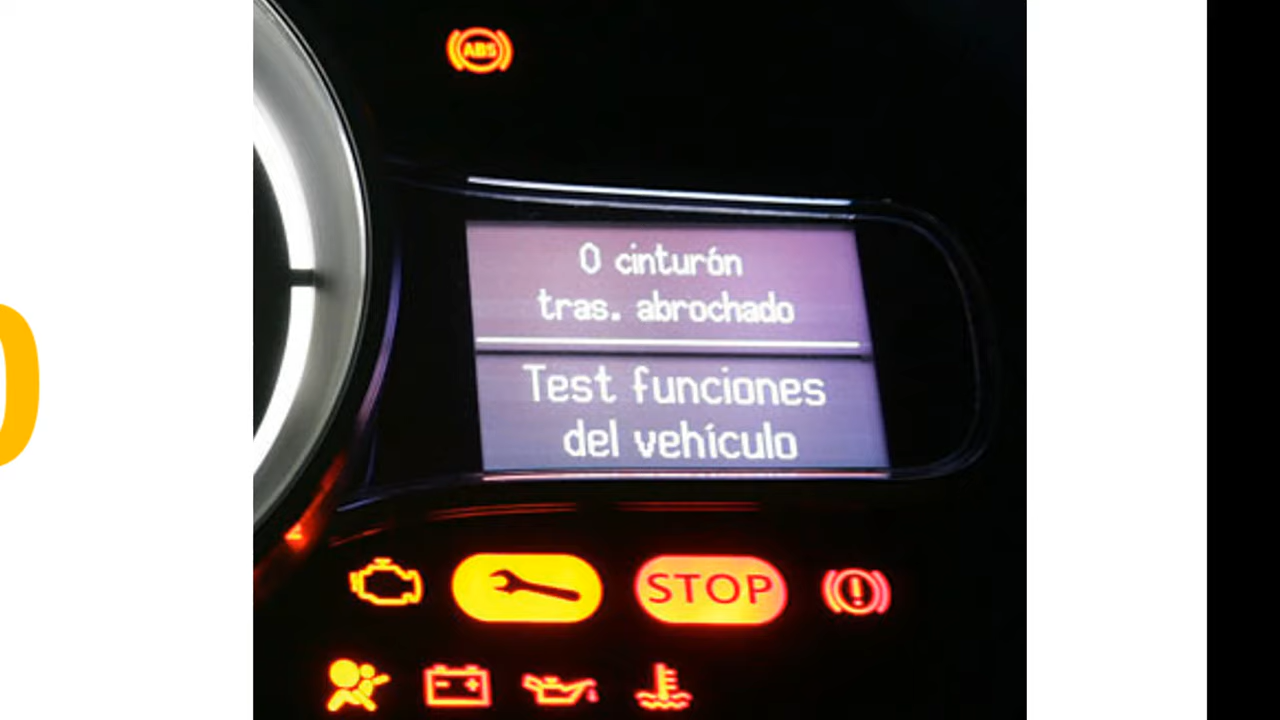 ABS
0 cinturón
tras. abrochado
Test funciones
del vehículo
STOP